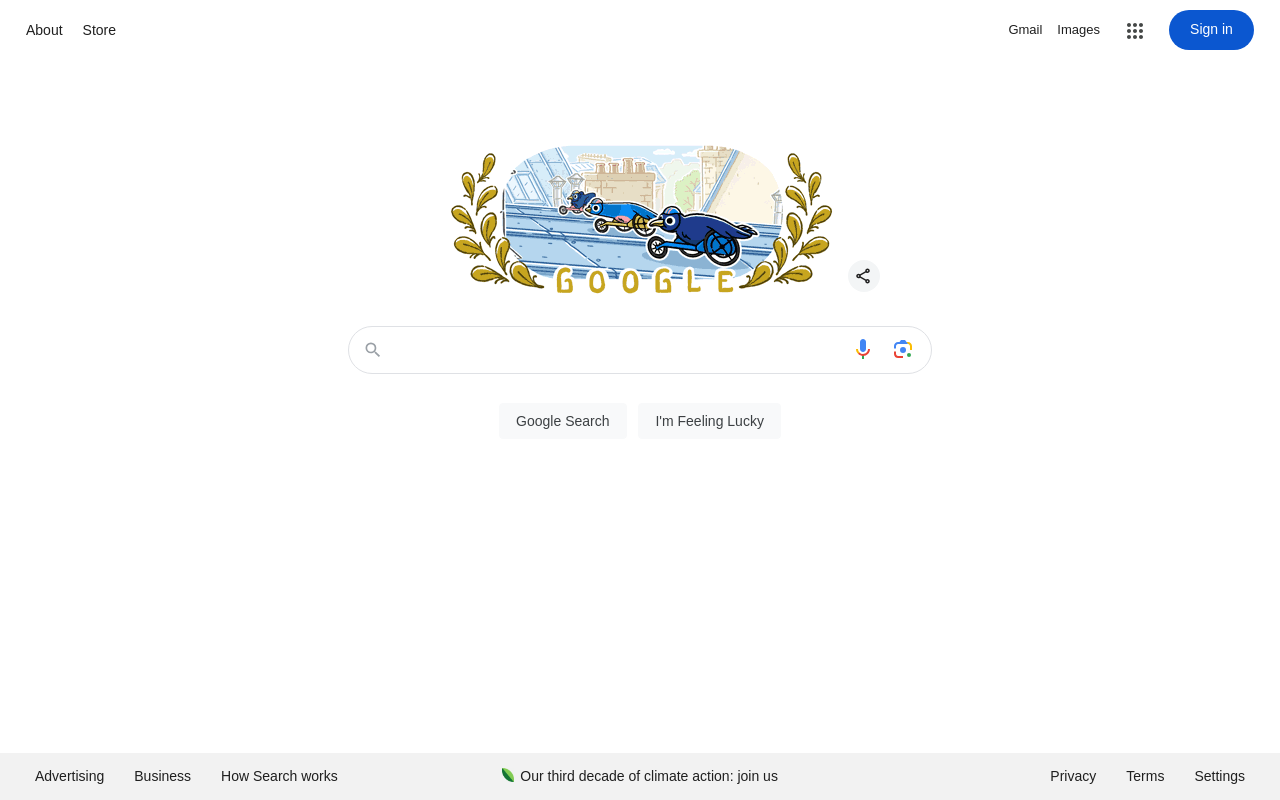 About Store
Gmail Images Sign in
GOOGLE
Google Search I'm Feeling Lucky
Advertising Business How Search works
Our third decade of climate action: join us
Privacy Terms Settings